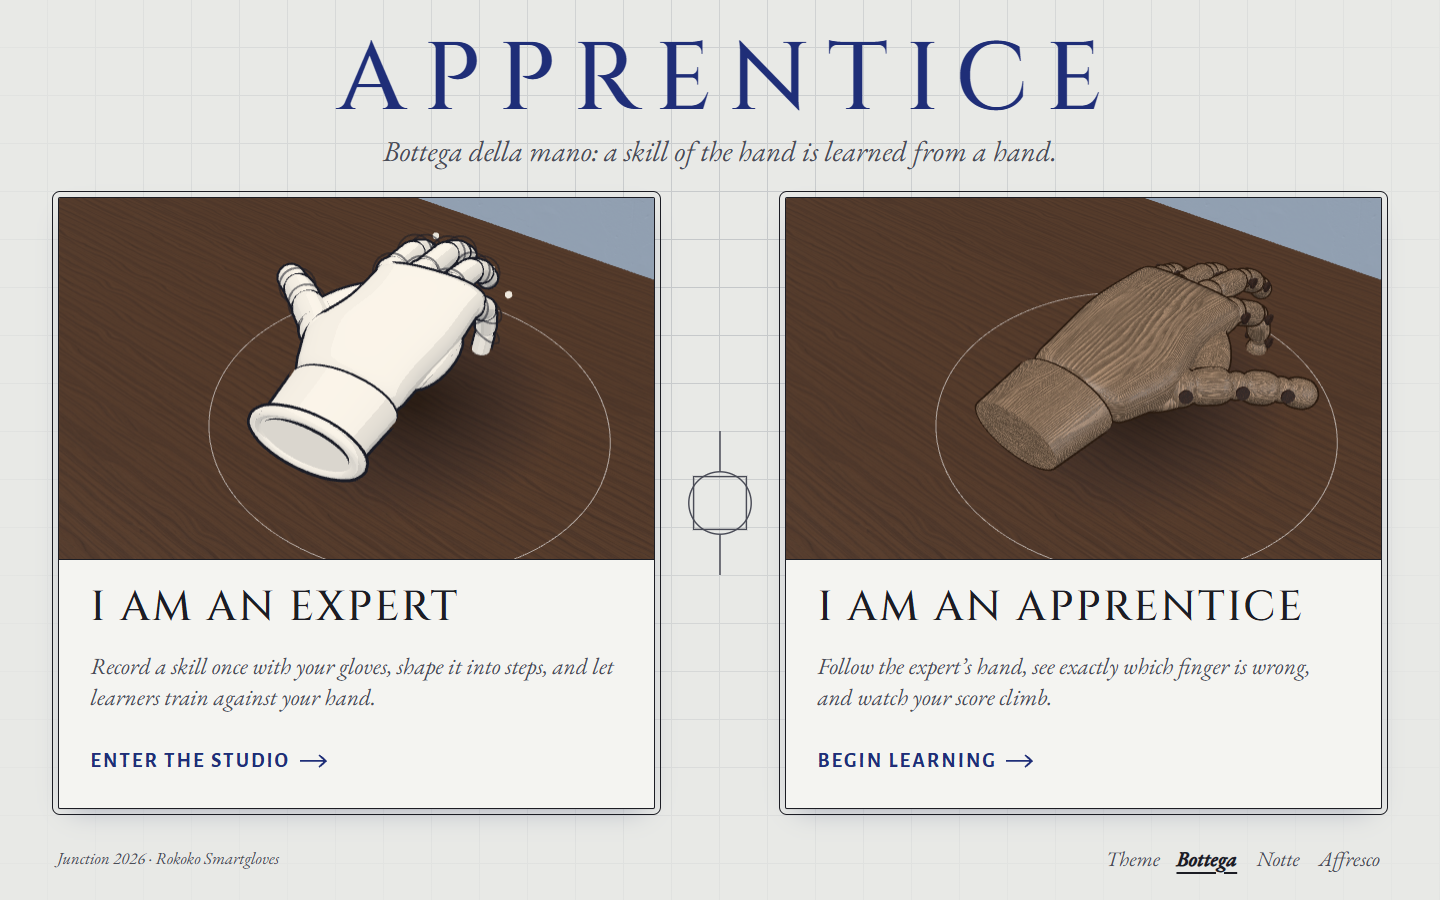 APPRENTICE
Bottega della mano: a skill of the hand is learned from a hand.
I AM AN EXPERT
Record a skill once with your gloves, shape it into steps, and let
learners train against your hand.
ENTER THE STUDIO →
I AM AN APPRENTICE
Follow the expert’s hand, see exactly which finger is wrong,
and watch your score climb.
BEGIN LEARNING →
Junction 2026 · Rokoko Smartgloves
Theme Bottega Notte Affresco